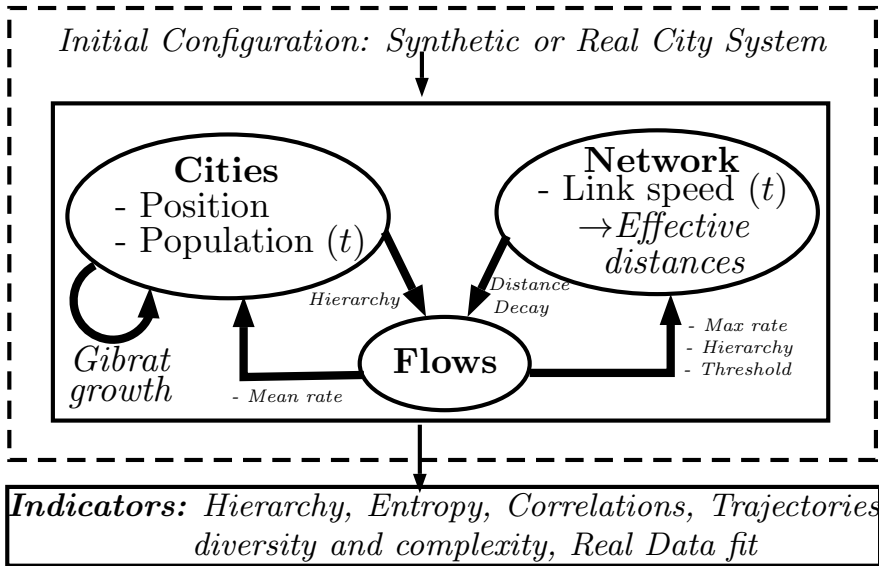 Initial Configuration: Synthetic or Real City System
Cities
- Position
- Population (t)
Network
- Link speed (t)
→Effective
distances
Hierarchy
Distance
Decay
Gibrat
growth
Flows
- Mean rate
- Max rate
- Hierarchy
- Threshold
Indicators: Hierarchy, Entropy, Correlations, Trajectories
diversity and complexity, Real Data fit